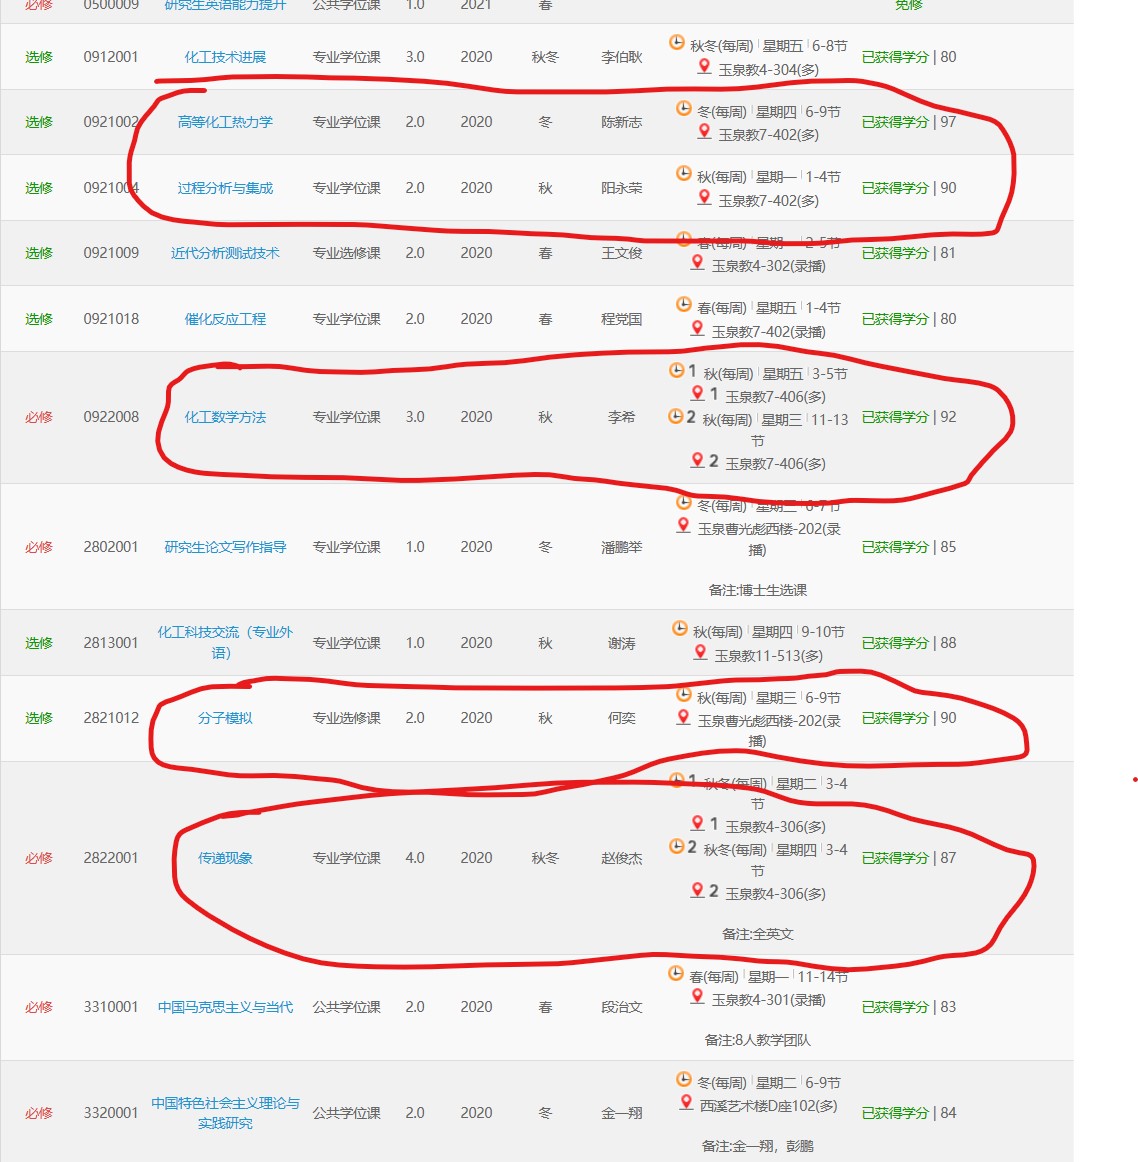 必修 0500009 研究生英语能力提升 公共学位课 1.0 2021 春 免修
选修 0912001 化工技术进展 专业学位课 3.0 2020 秋冬 李伯耿 秋冬(每周) 星期五 6-8节 已获得学分 | 80
玉泉教4-304(多)
选修 0921002 高等化工热力学 专业学位课 2.0 2020 冬 陈新志 冬(每周) 星期四 6-9节 已获得学分 | 97
玉泉教7-402(多)
选修 0921004 过程分析与集成 专业学位课 2.0 2020 秋 阳永荣 秋(每周) 星期一 1-4节 已获得学分 | 90
玉泉教7-402(多)
选修 0921009 近代分析测试技术 专业选修课 2.0 2020 春 王文俊 春(每周) 星期一 2-5节 已获得学分 | 81
玉泉教4-302(录播)
选修 0921018 催化反应工程 专业学位课 2.0 2020 春 程党国 春(每周) 星期五 1-4节 已获得学分 | 80
玉泉教7-402(录播)
必修 0922008 化工数学方法 专业学位课 3.0 2020 秋 李希 1 秋(每周) 星期五 3-5节 已获得学分 | 92
1 玉泉教7-406(多)
2 秋(每周) 星期三 11-13
节
2 玉泉教7-406(多)
必修 2802001 研究生论文写作指导 专业学位课 1.0 2020 冬 潘鹏举 冬(每周) 星期三 6-7节 已获得学分 | 85
玉泉曹光彪西楼-202(录
播)
备注:博士生选课
选修 2813001 化工科技交流（专业外 专业学位课 1.0 2020 秋 谢涛 秋(每周) 星期四 9-10节 已获得学分 | 88
语） 玉泉教11-513(多)
选修 2821012 分子模拟 专业选修课 2.0 2020 秋 何奕 秋(每周) 星期三 6-9节 已获得学分 | 90
玉泉曹光彪西楼-202(录
播)
必修 2822001 传递现象 专业学位课 4.0 2020 秋冬 赵俊杰 1 秋冬(每周) 星期二 3-4 已获得学分 | 87
节
1 玉泉教4-306(多)
2 秋冬(每周) 星期四 3-4
节
2 玉泉教4-306(多)
备注:全英文
必修 3310001 中国马克思主义与当代 公共学位课 2.0 2020 春 段治文 春(每周) 星期一 11-14节 已获得学分 | 83
玉泉教4-301(录播)
备注:8人教学团队
必修 3320001 中国特色社会主义理论与 公共学位课 2.0 2020 冬 金一翔 冬(每周) 星期二 6-9节 已获得学分 | 84
实践研究 西溪艺术楼D座102(多)
备注:金一翔，彭鹏